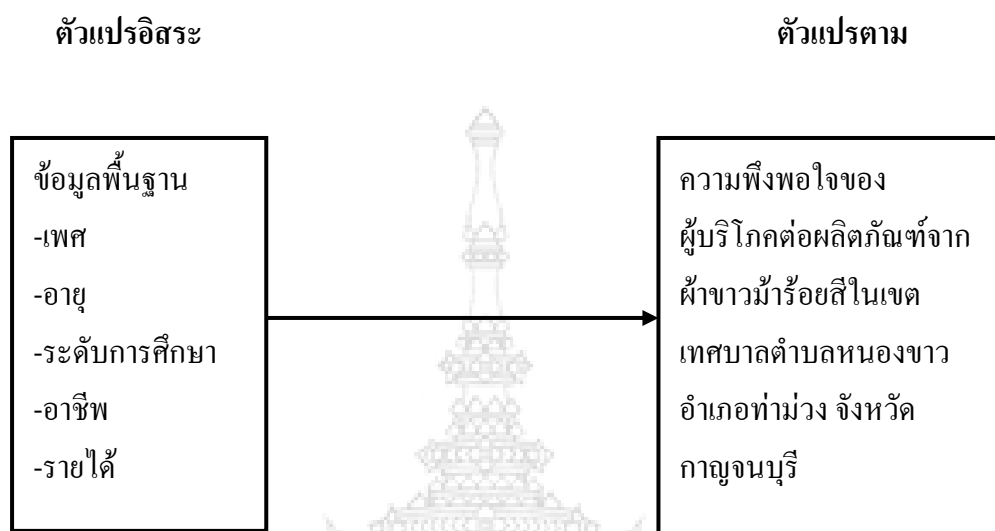 ตัวแปรอิสระ
ตัวแปรตาม
ข้อมูลพื้นฐาน
-เพศ
-อายุ
-ระดับการศึกษา
-อาชีพ
-รายได้
ความพึงพอใจของ
ผู้บริโภคต่อผลิตภัณฑ์จาก
ผ้าขาวม้าร้อยสีในเขต
เทศบาลตำบลหนองขาว
อำเภอท่าม่วง จังหวัด
กาญจนบุรี